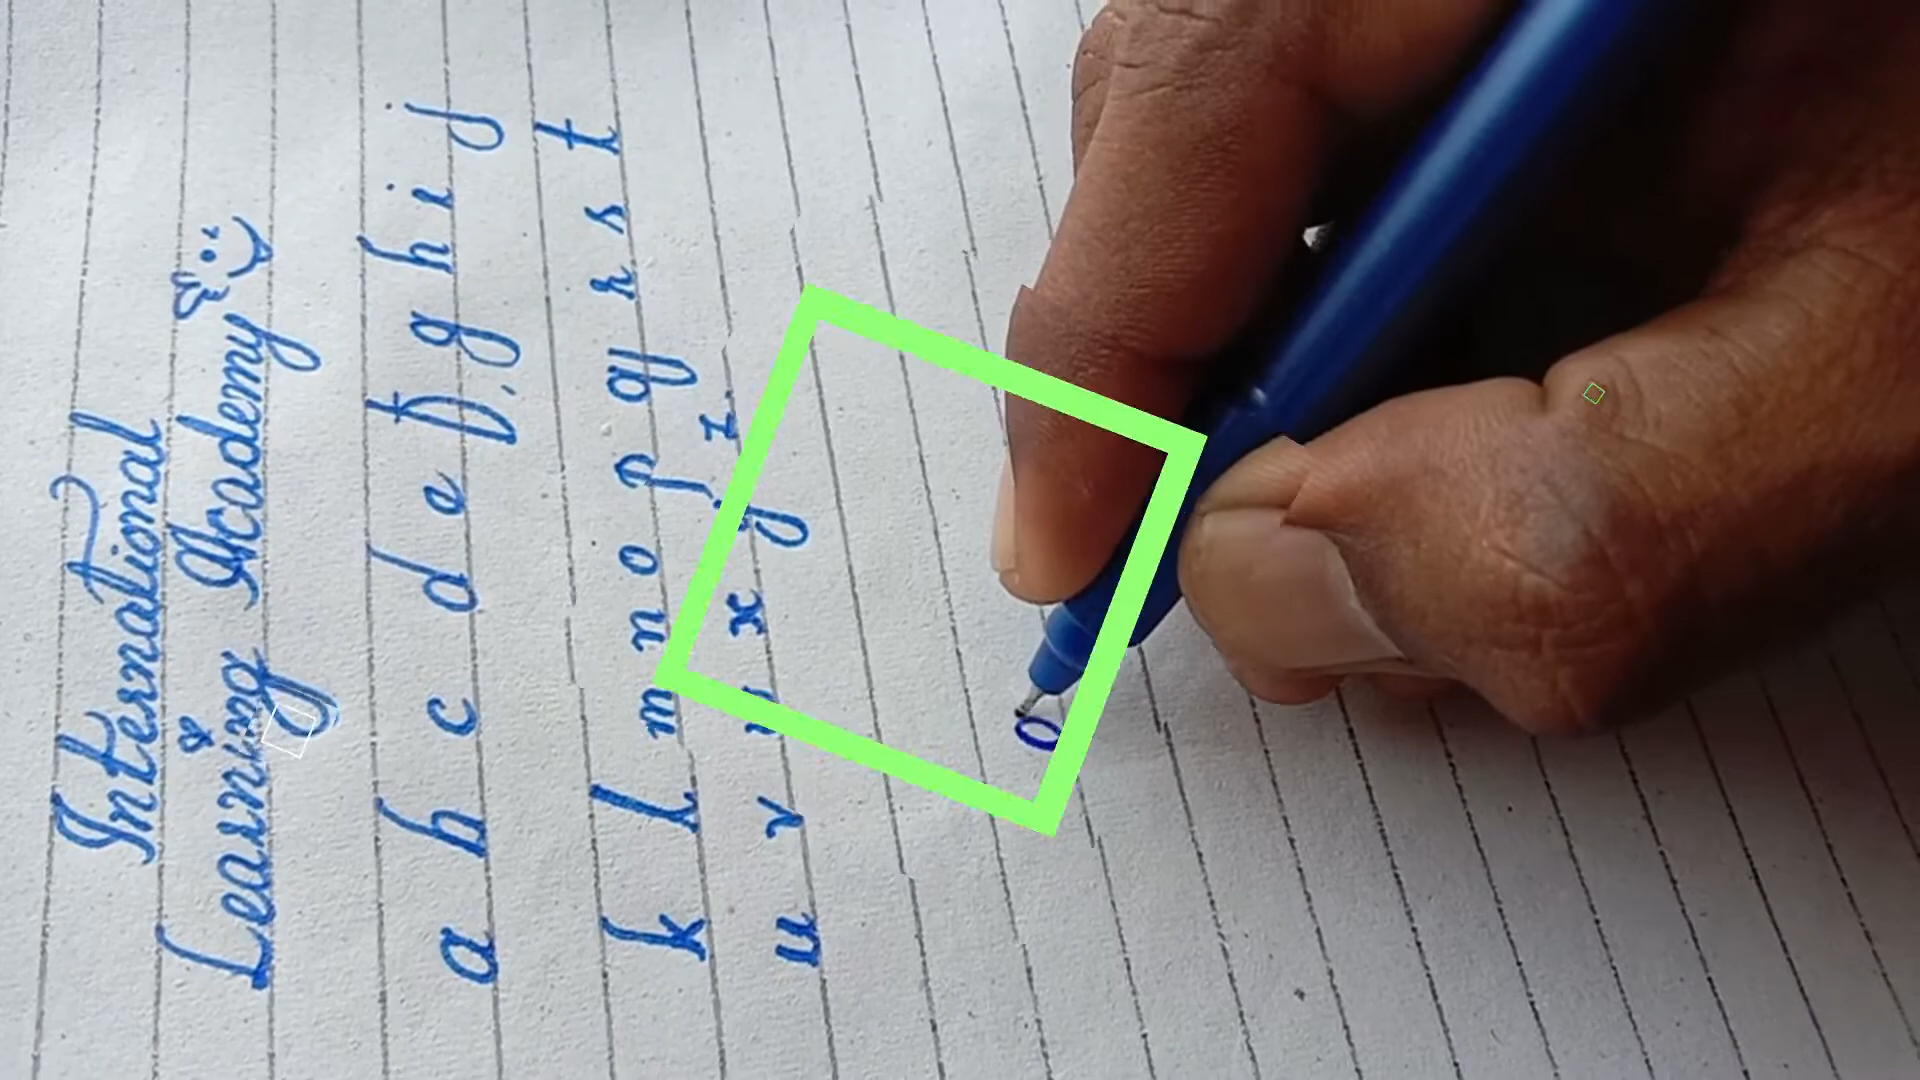 International
Learning Academy
a b c d e f, g h i j
k l m n o p q r s t
u v w x y z
o